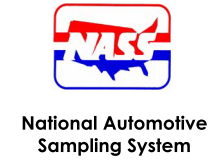 NASS
National Automotive
Sampling System